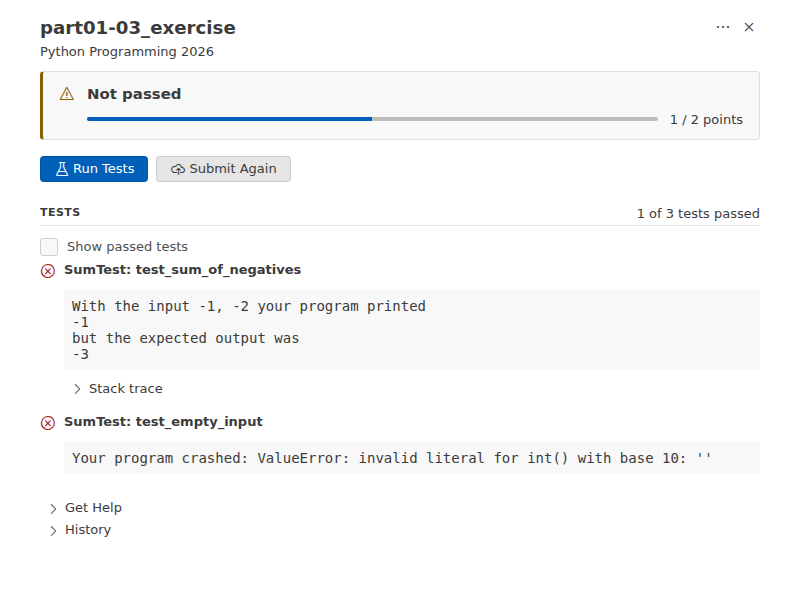 part01-03_exercise
Python Programming 2026
Not passed
1 / 2 points
Run Tests
Submit Again
TESTS
1 of 3 tests passed
Show passed tests
SumTest: test_sum_of_negatives
With the input -1, -2 your program printed
-1
but the expected output was
-3
Stack trace
SumTest: test_empty_input
Your program crashed: ValueError: invalid literal for int() with base 10: ''
Get Help
History